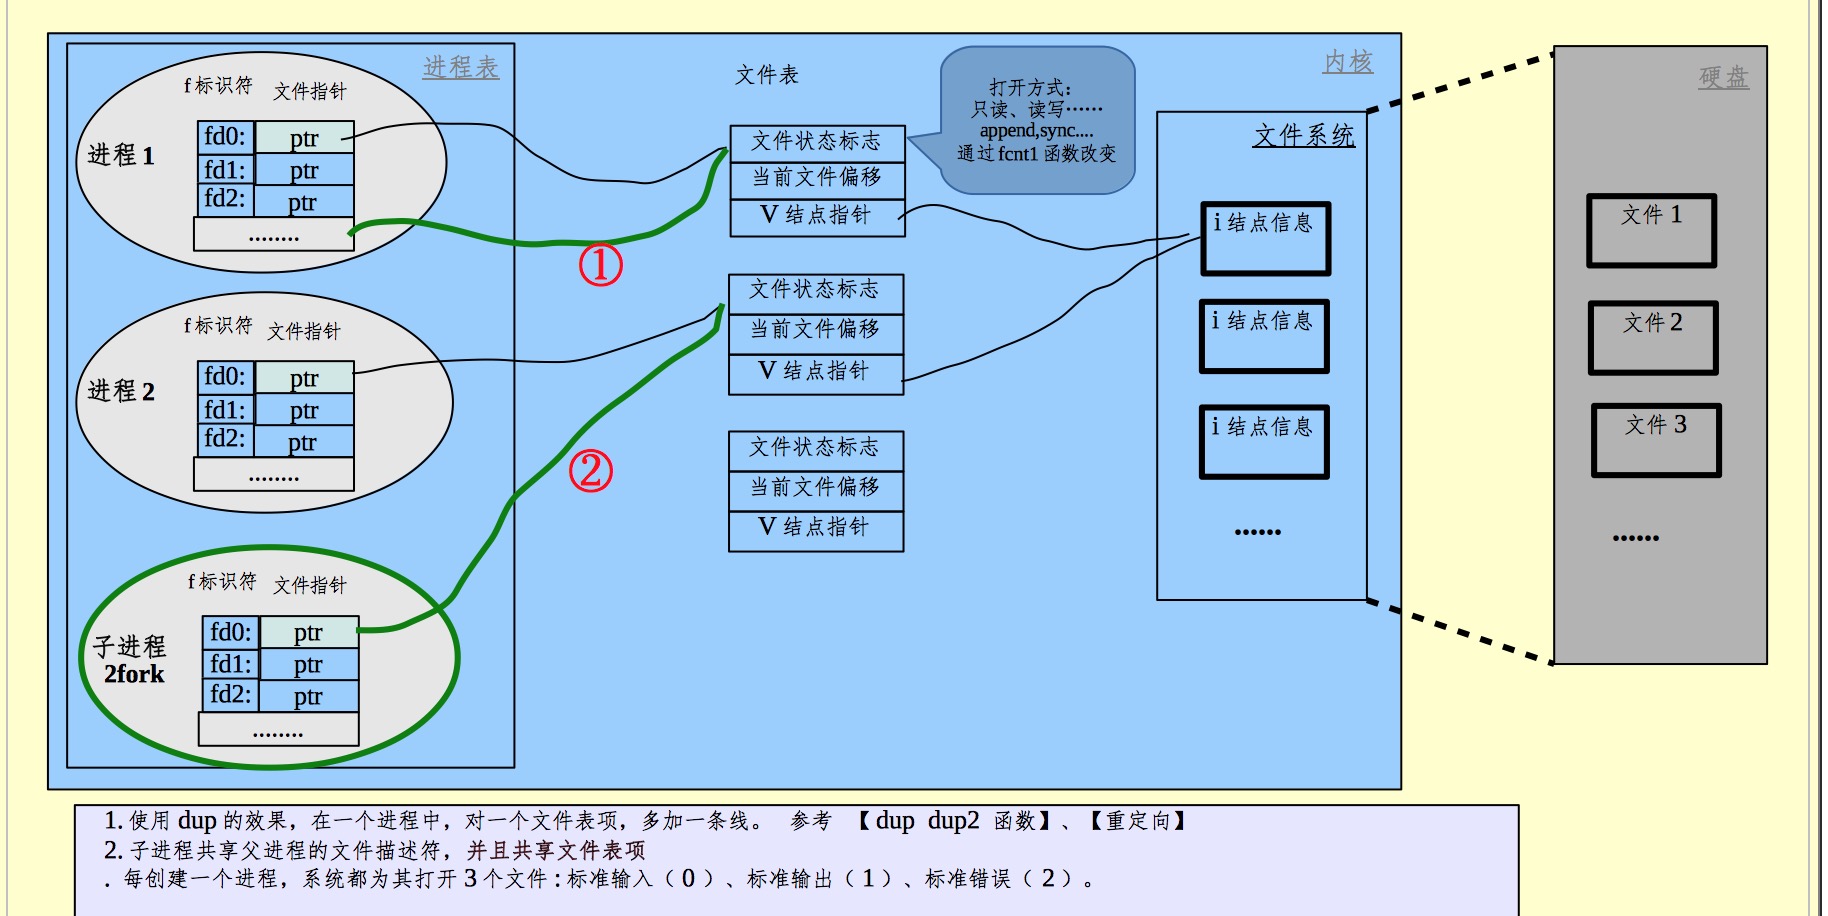 进程表
f 标识符 文件指针
进程 1
fd0: ptr
fd1: ptr
fd2: ptr
........
f 标识符 文件指针
进程 2
fd0: ptr
fd1: ptr
fd2: ptr
........
f 标识符 文件指针
子进程
2fork
fd0: ptr
fd1: ptr
fd2: ptr
........
①
②
文件表
文件状态标志
当前文件偏移
V 结点指针
文件状态标志
当前文件偏移
V 结点指针
文件状态标志
当前文件偏移
V 结点指针
打开方式：
只读、读写……
append,sync....
通过 fcnt1 函数改变
内核
文件系统
i 结点信息
i 结点信息
i 结点信息
......
硬盘
文件 1
文件 2
文件 3
......
1. 使用 dup 的效果，在一个进程中，对一个文件表项，多加一条线。 参考 【 dup dup2 函数】、【重定向】
2. 子进程共享父进程的文件描述符，并且共享文件表项
. 每创建一个进程，系统都为其打开 3 个文件：标准输入（ 0 ）、标准输出（ 1 ）、标准错误（ 2 ）。